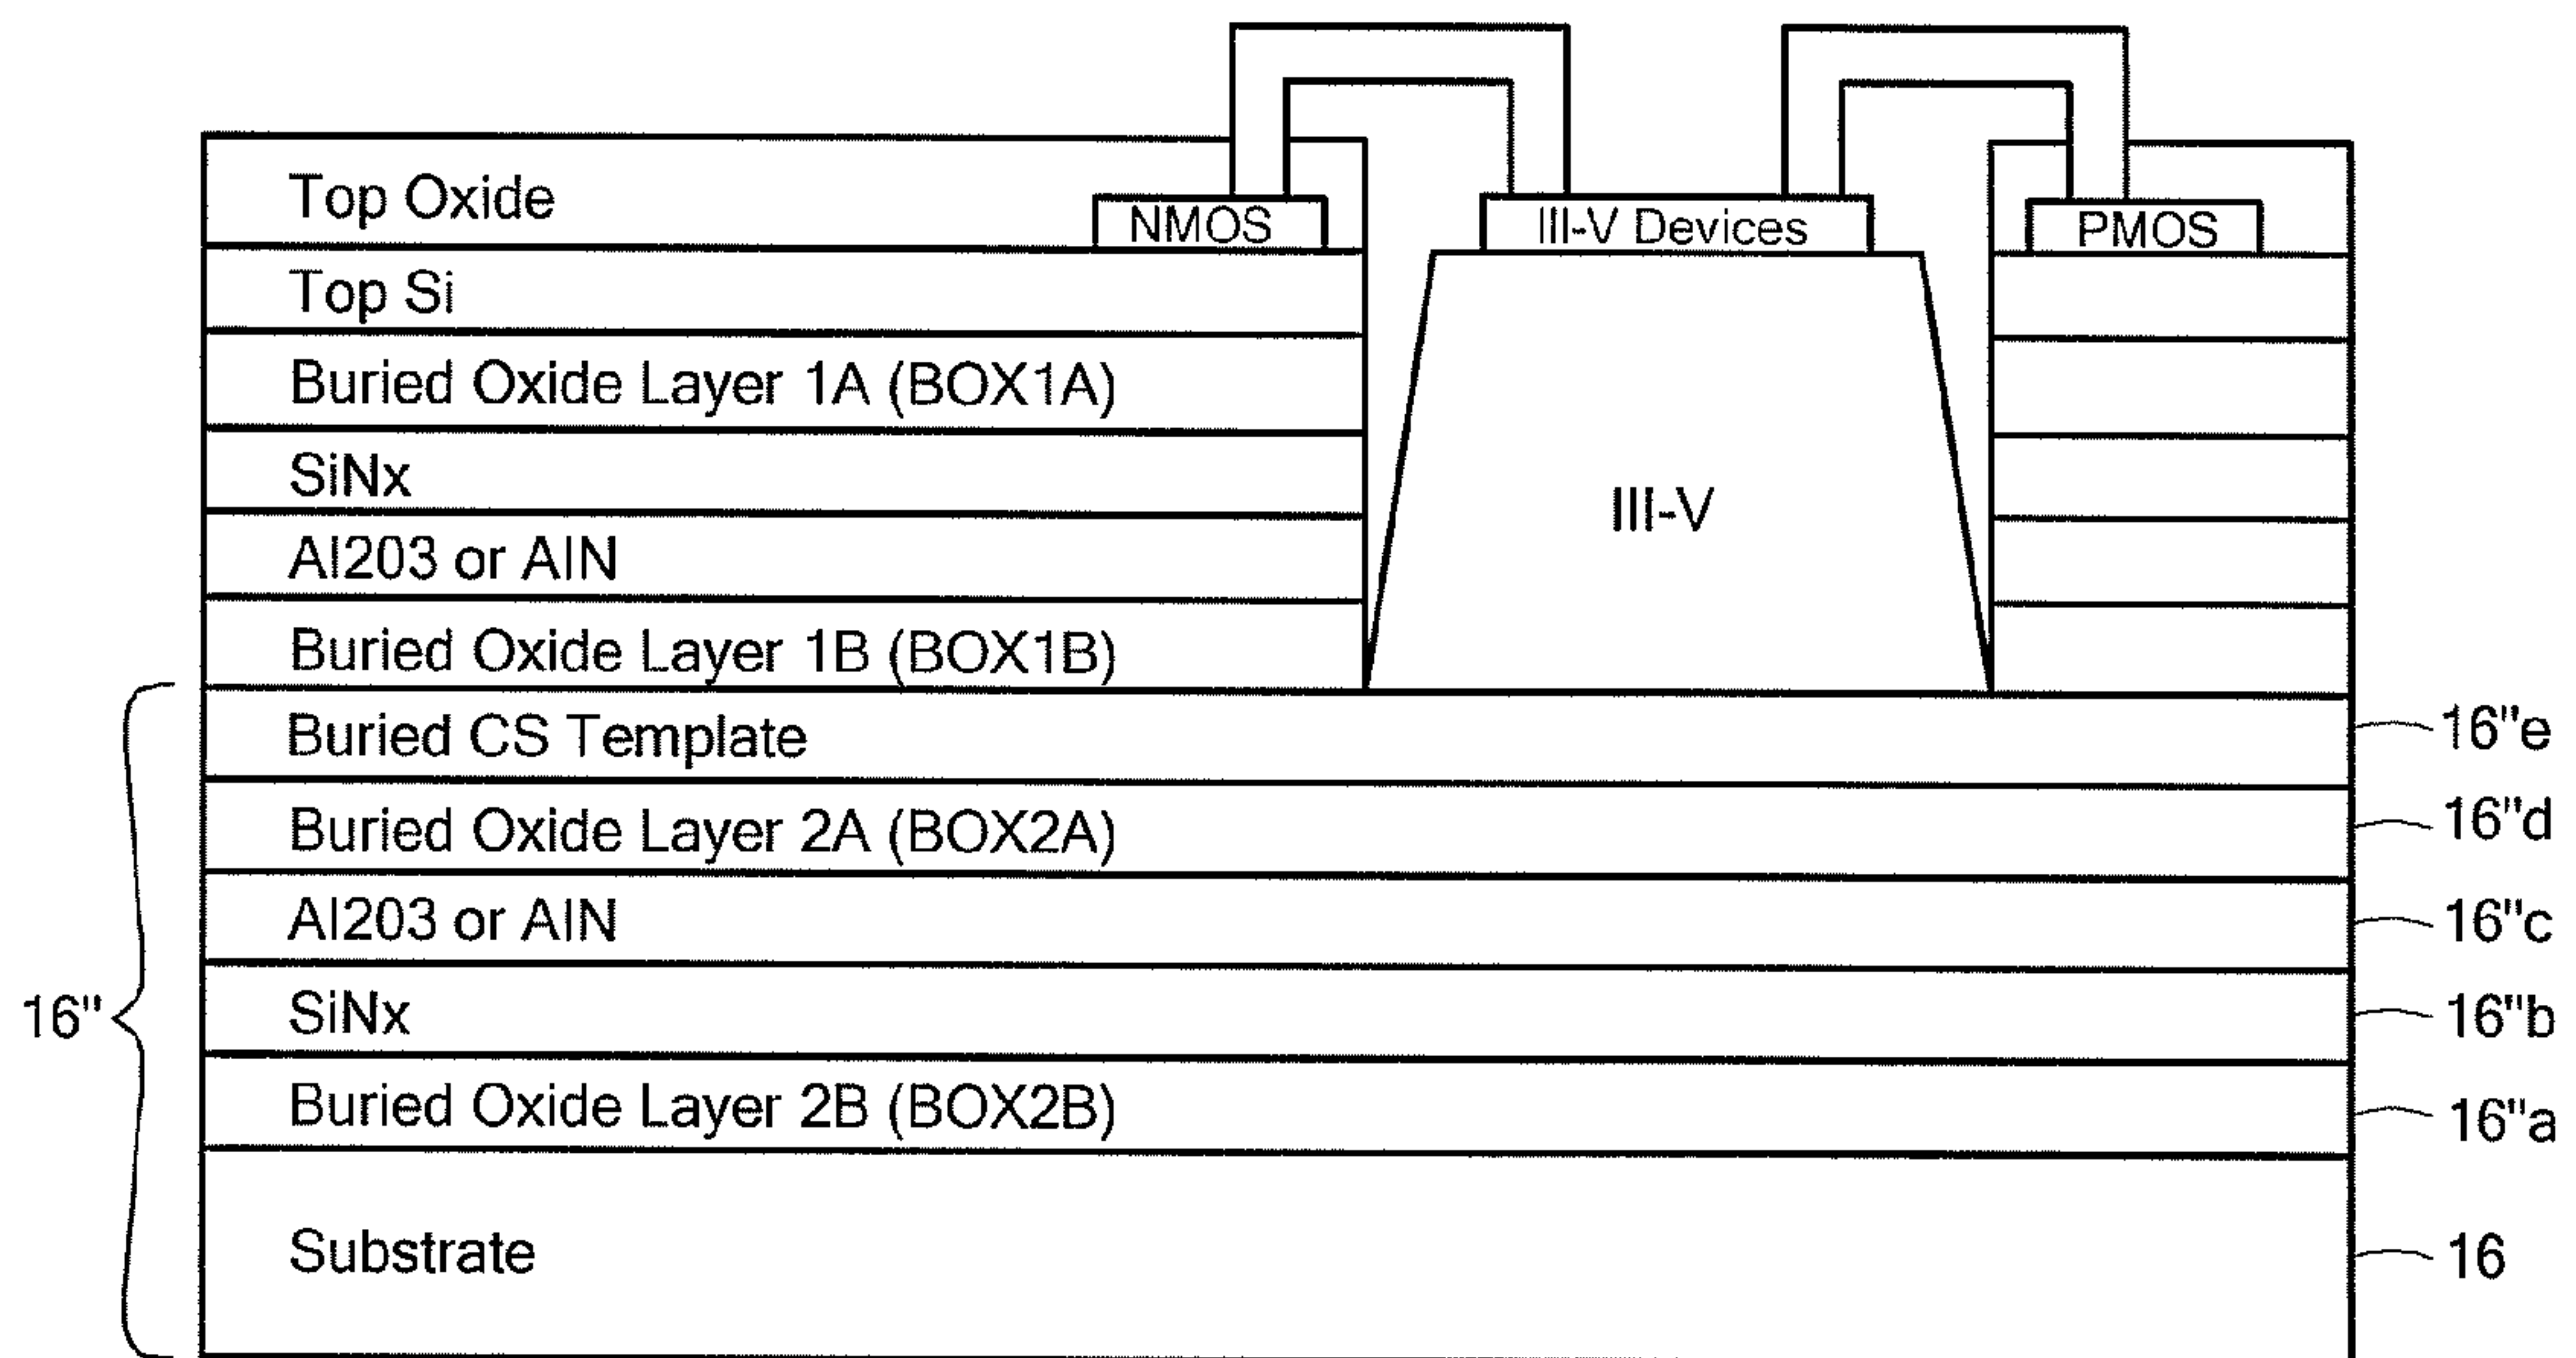 Top Oxide
NMOS
III-V Devices
PMOS
Top Si
Buried Oxide Layer 1A (BOX1A)
SiNx
III-V
Al203 or AlN
Buried Oxide Layer 1B (BOX1B)
Buried CS Template
16"e
Buried Oxide Layer 2A (BOX2A)
16"d
Al203 or AlN
16"c
16"
SiNx
16"b
Buried Oxide Layer 2B (BOX2B)
16"a
Substrate
16